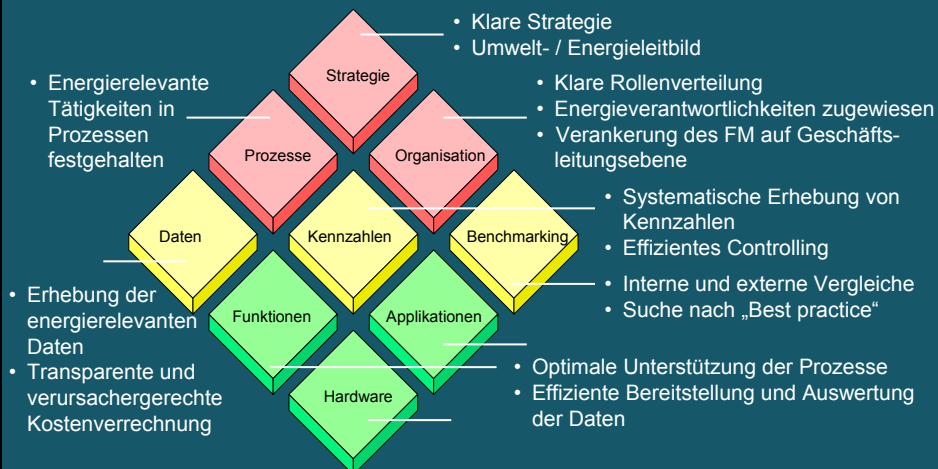 • Klare Strategie
• Umwelt- / Energieleitbild
Strategie
• Energierelevante
Tätigkeiten in
Prozessen
festgehalten
• Klare Rollenverteilung
• Energieverantwortlichkeiten zugewiesen
• Verankerung des FM auf Geschäfts-
leitungsebene
Prozesse
Organisation
• Systematische Erhebung von
Kennzahlen
• Effizientes Controlling
Daten
Kennzahlen
Benchmarking
• Interne und externe Vergleiche
• Suche nach „Best practice“
• Erhebung der
energierelevanten
Daten
• Transparente und
verursachergerechte
Kostenverrechnung
Funktionen
Applikationen
• Optimale Unterstützung der Prozesse
• Effiziente Bereitstellung und Auswertung
der Daten
Hardware